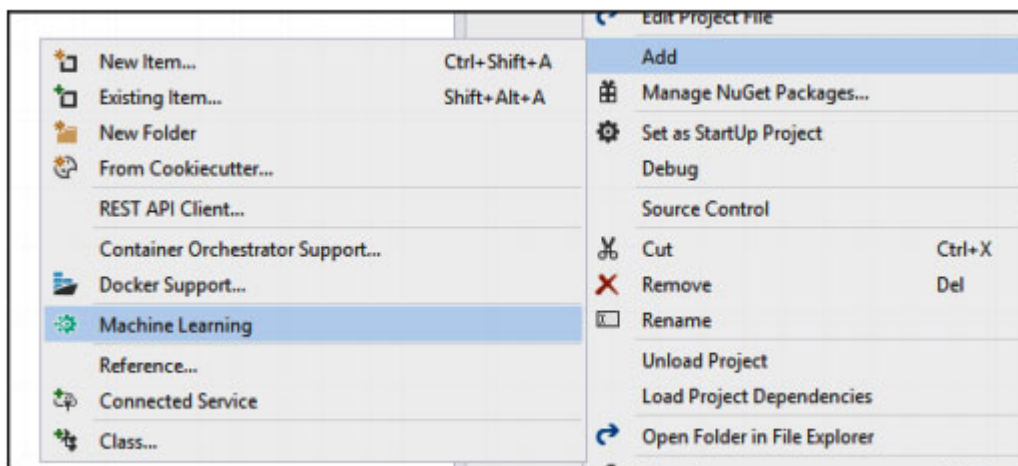 New Item... Ctrl+Shift+A
Existing Item... Shift+Alt+A
New Folder
From Cookiecutter...
REST API Client...
Container Orchestrator Support...
Docker Support...
Machine Learning
Reference...
Connected Service
Class...
Edit Project File
Add
Manage NuGet Packages...
Set as StartUp Project
Debug
Source Control
Cut Ctrl+X
Remove Del
Rename
Unload Project
Load Project Dependencies
Open Folder in File Explorer